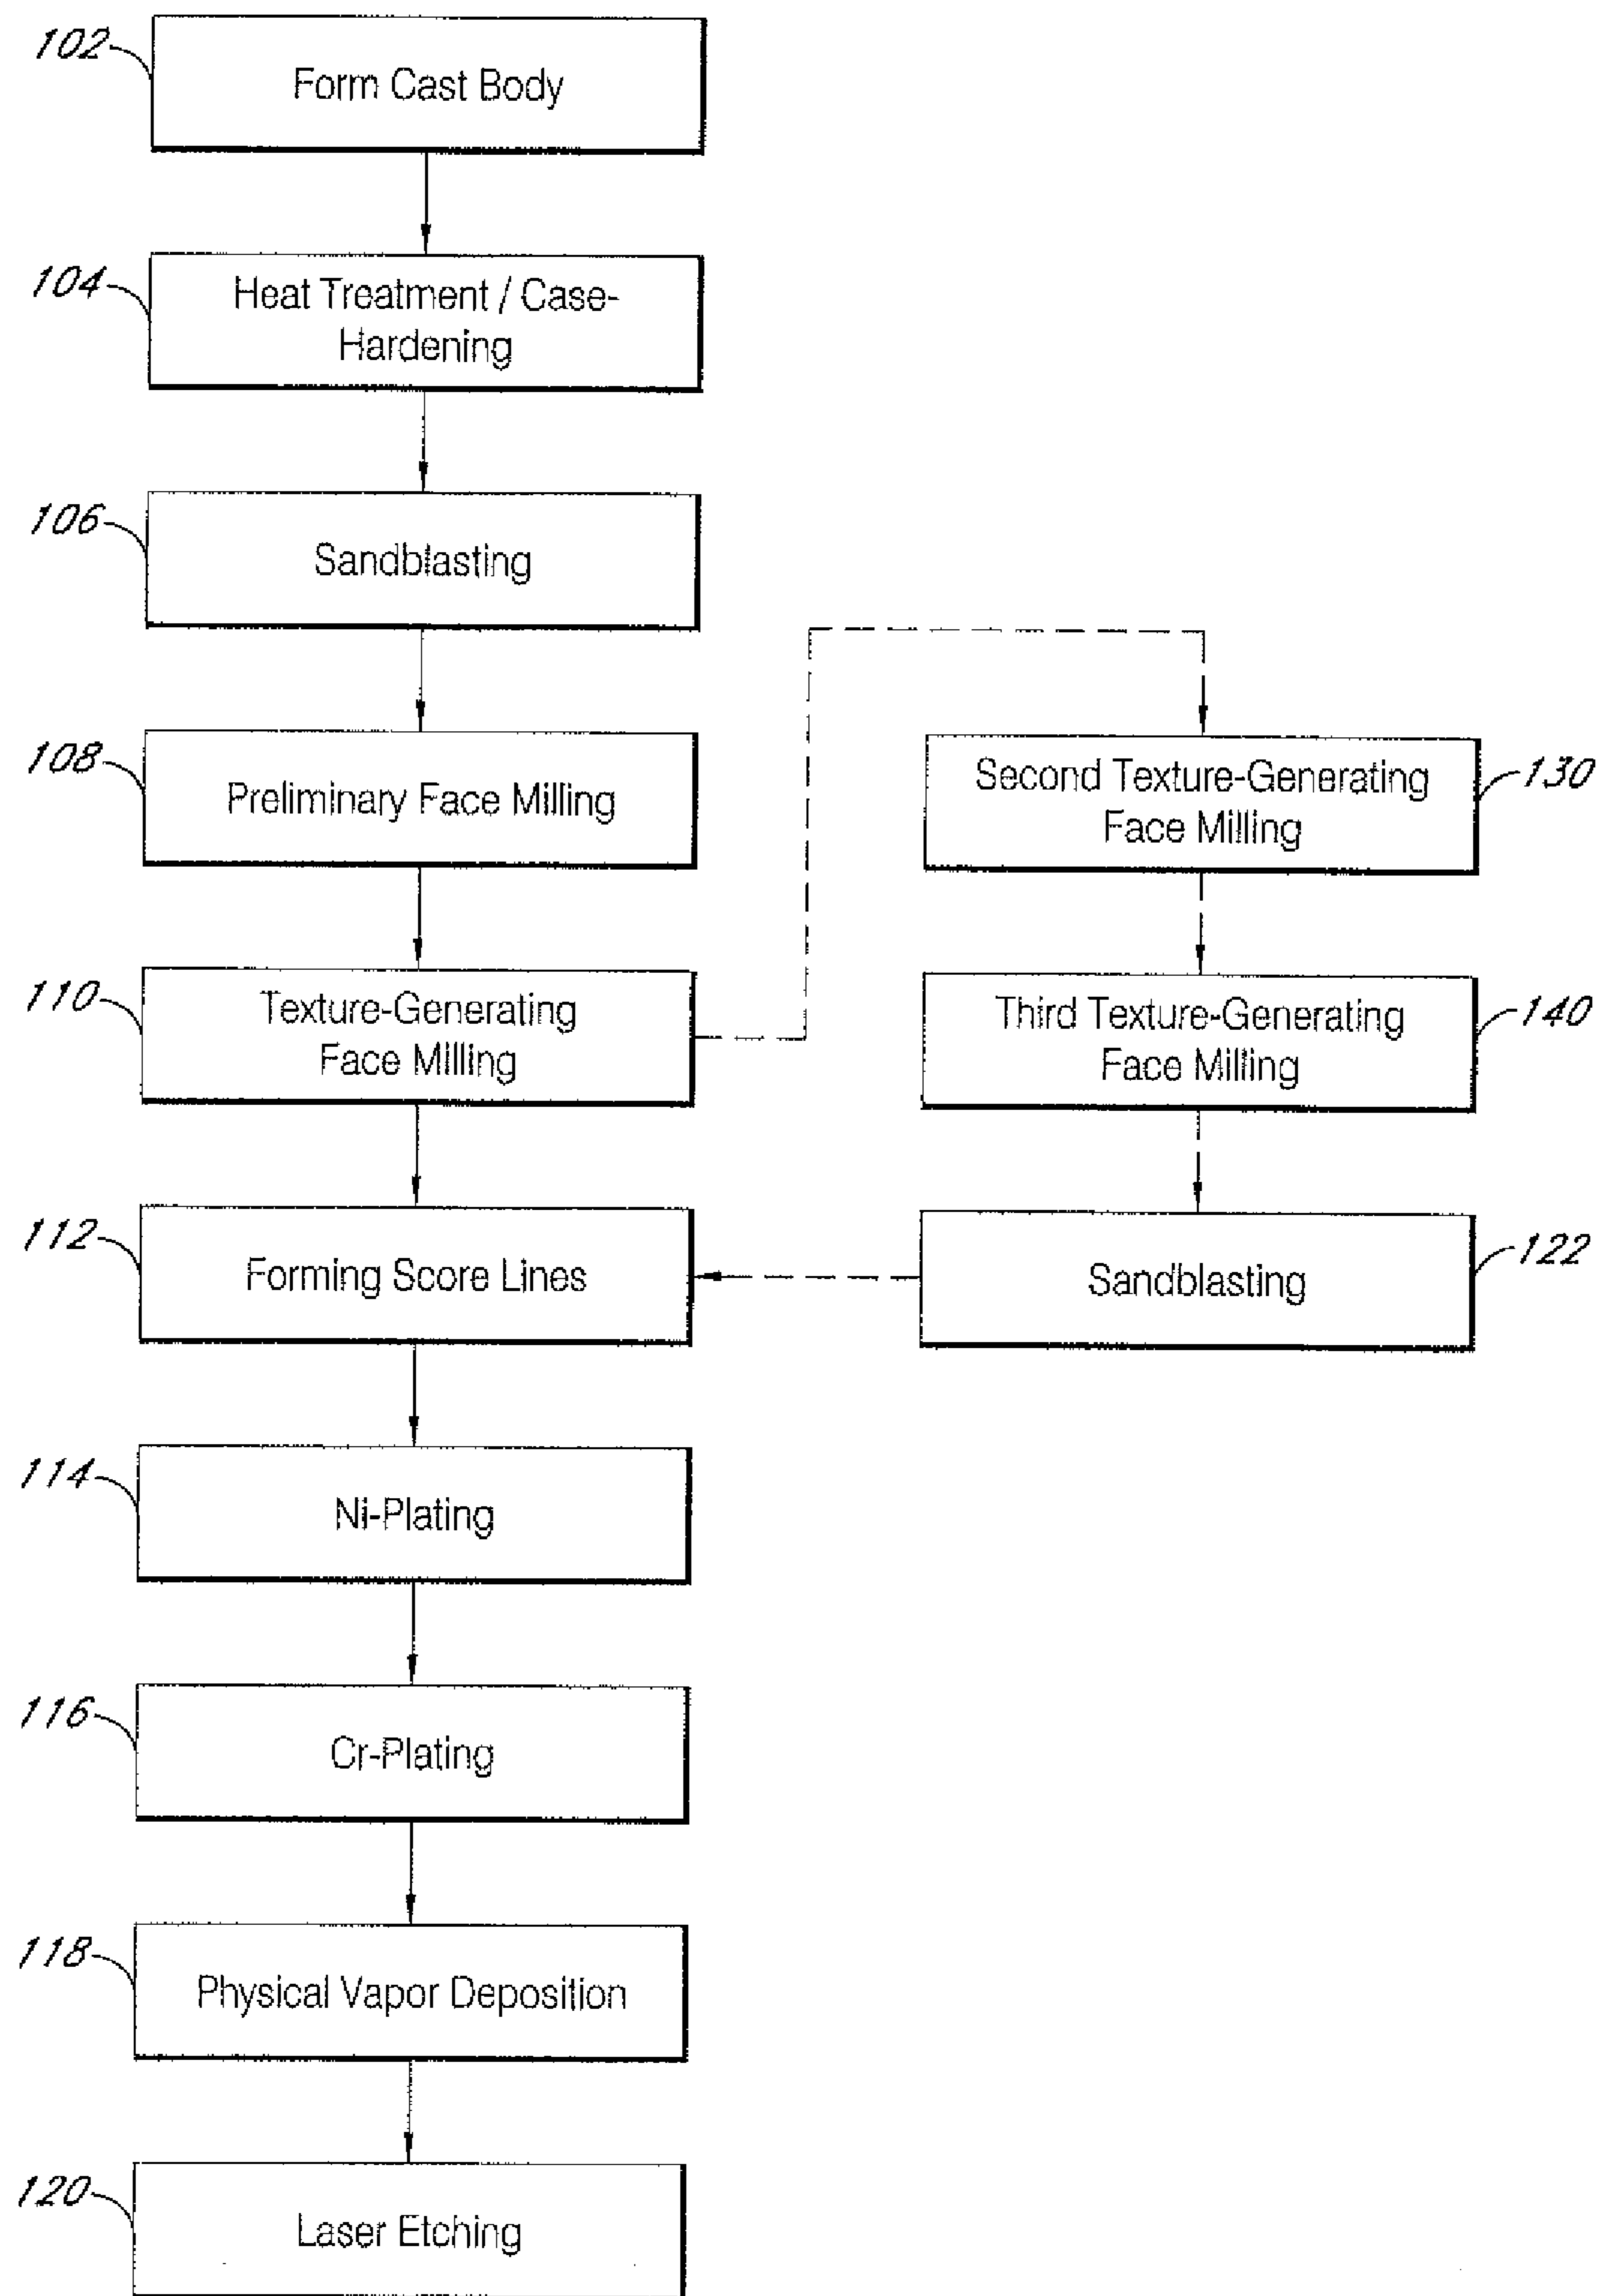 102
Form Cast Body
104
Heat Treatment / Case-
Hardening
106
Sandblasting
108
Preliminary Face Milling
110
Texture-Generating
Face Milling
112
Forming Score Lines
114
Ni-Plating
116
Cr-Plating
118
Physical Vapor Deposition
120
Laser Etching
130
Second Texture-Generating
Face Milling
140
Third Texture-Generating
Face Milling
122
Sandblasting